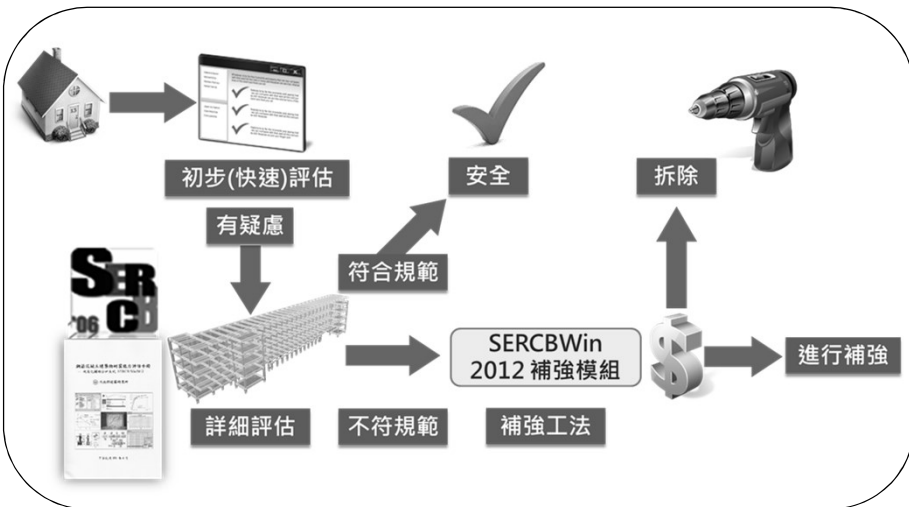 初步(快速)評估
安全
拆除
有疑慮
符合規範
SERCB
'06
SERCBWin
2012 補強模組
進行補強
詳細評估
不符規範
補強工法